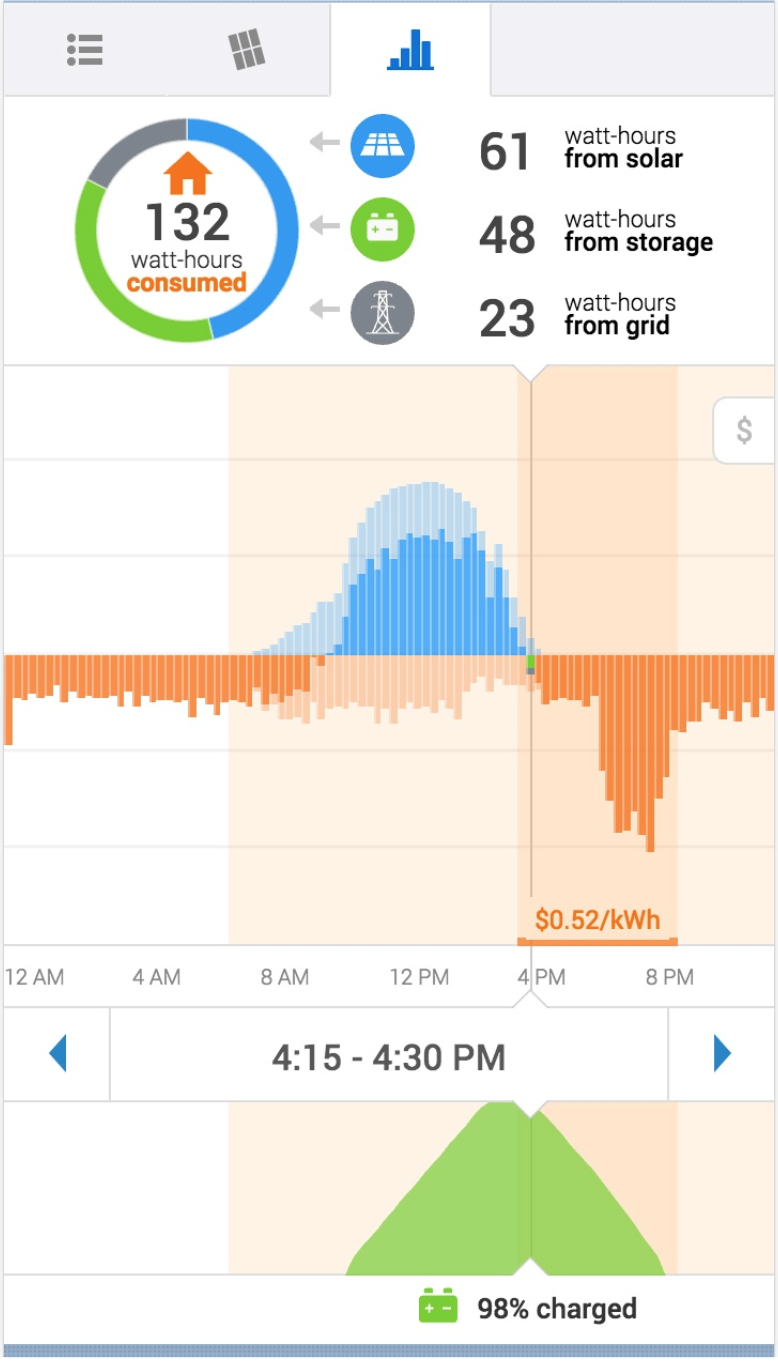 132
watt-hours
consumed
61 watt-hours
from solar
48 watt-hours
from storage
23 watt-hours
from grid
$
$0.52/kWh
12 AM 4 AM 8 AM 12 PM 4 PM 8 PM
4:15 - 4:30 PM
98% charged